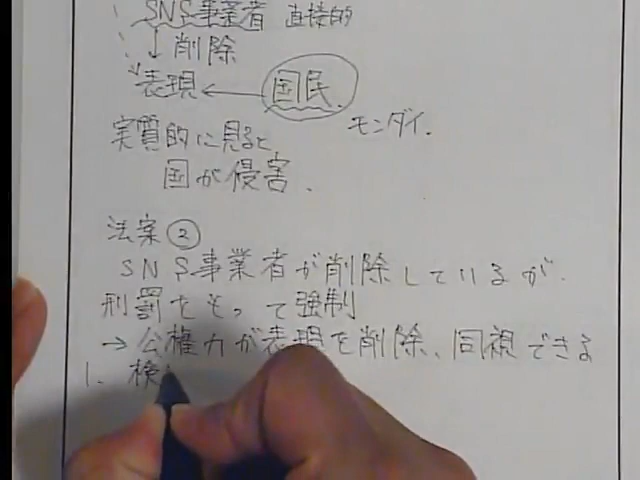 SNS事業者 直接的
↓削除
表現 ← 国民.
モンダイ.
実質的に見ると,
国が侵害.
法案②
SNS事業者が削除しているが.
刑罰をもって強制
→公権力が表現を削除、同視できる
1. 検